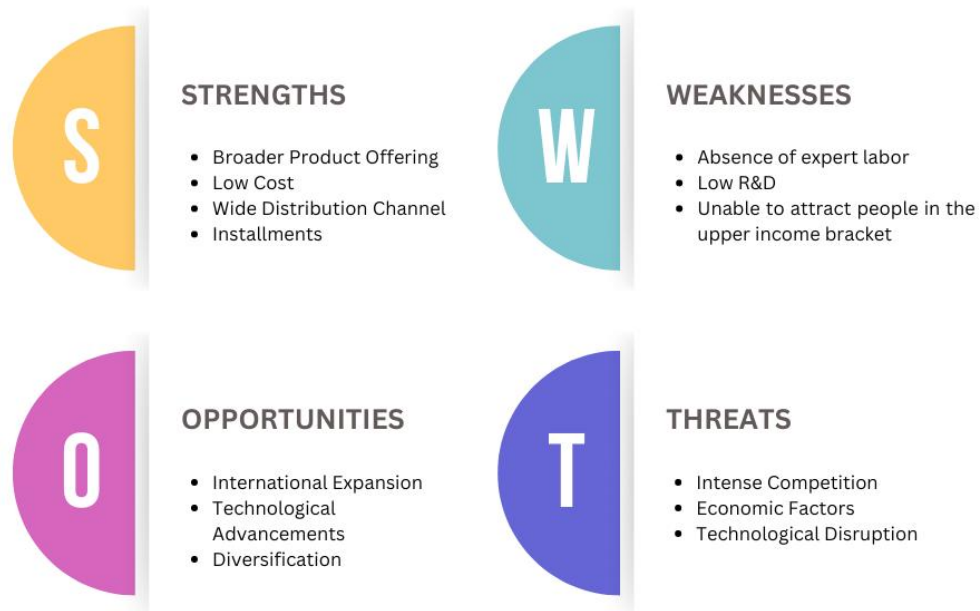 S
STRENGTHS
• Broader Product Offering
• Low Cost
• Wide Distribution Channel
• Installments
W
WEAKNESSES
• Absence of expert labor
• Low R&D
• Unable to attract people in the
upper income bracket
O
OPPORTUNITIES
• International Expansion
• Technological
Advancements
• Diversification
T
THREATS
• Intense Competition
• Economic Factors
• Technological Disruption